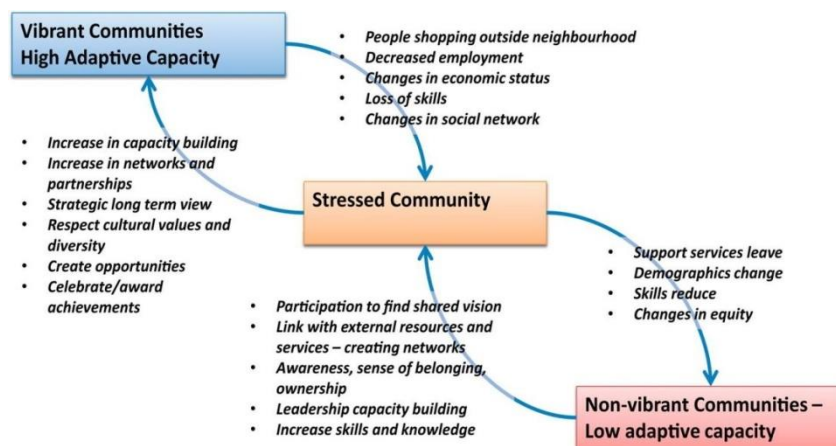 Vibrant Communities
High Adaptive Capacity
• People shopping outside neighbourhood
• Decreased employment
• Changes in economic status
• Loss of skills
• Changes in social network
• Increase in capacity building
• Increase in networks and
partnerships
• Strategic long term view
• Respect cultural values and
diversity
• Create opportunities
• Celebrate/award
achievements
Stressed Community
• Support services leave
• Demographics change
• Skills reduce
• Changes in equity
• Participation to find shared vision
• Link with external resources and
services – creating networks
• Awareness, sense of belonging,
ownership
• Leadership capacity building
• Increase skills and knowledge
Non-vibrant Communities –
Low adaptive capacity